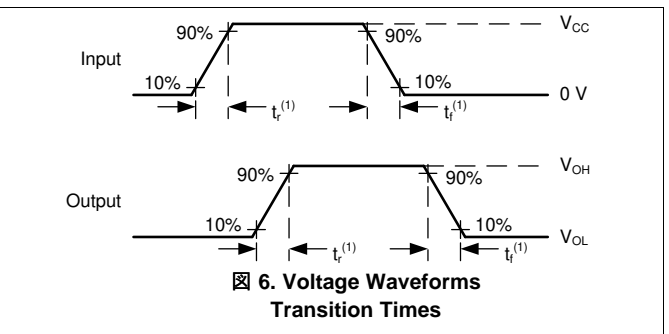 90% 90% V_CC
Input
10% 10% 0 V
t_r^(1) t_f^(1)
90% 90% V_OH
Output
10% 10% V_OL
t_r^(1) t_f^(1)
図 6. Voltage Waveforms
Transition Times